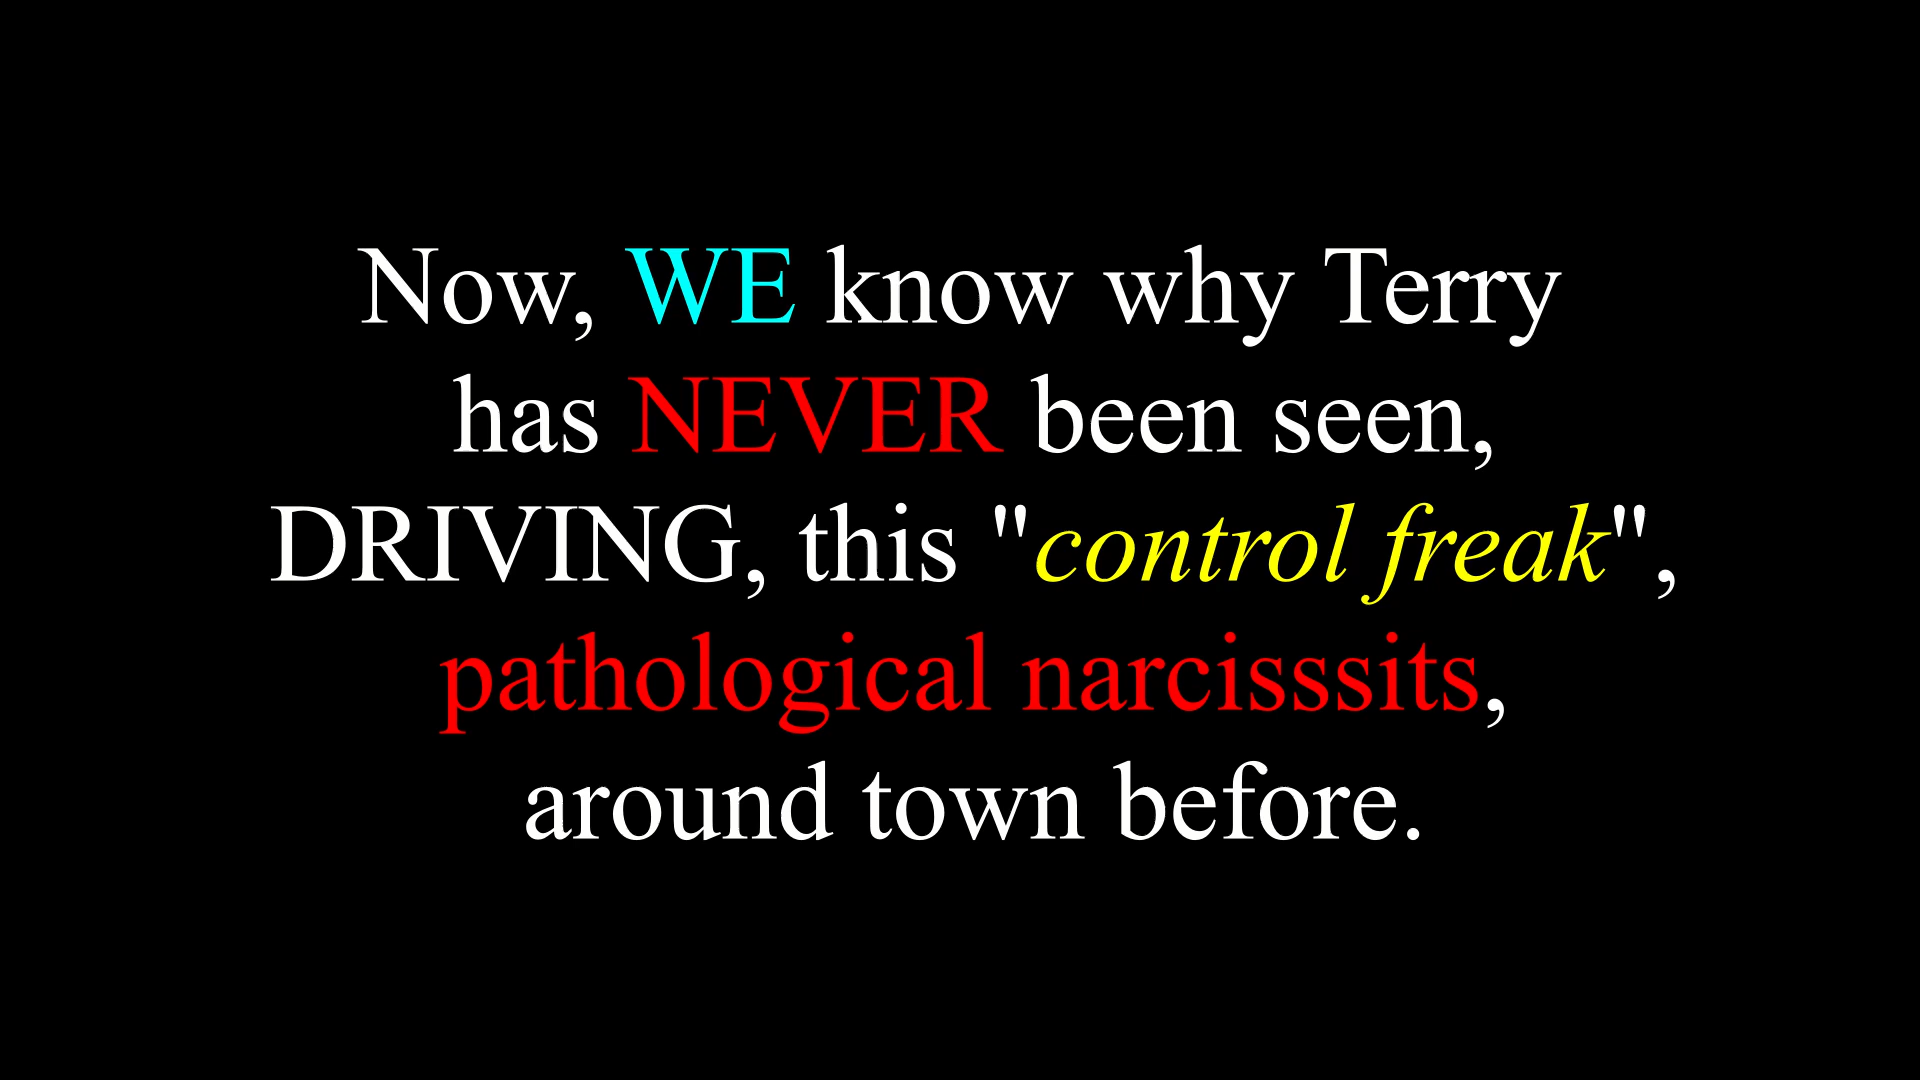 Now, WE know why Terry
has NEVER been seen,
DRIVING, this "control freak",
pathological narcisssits,
around town before.